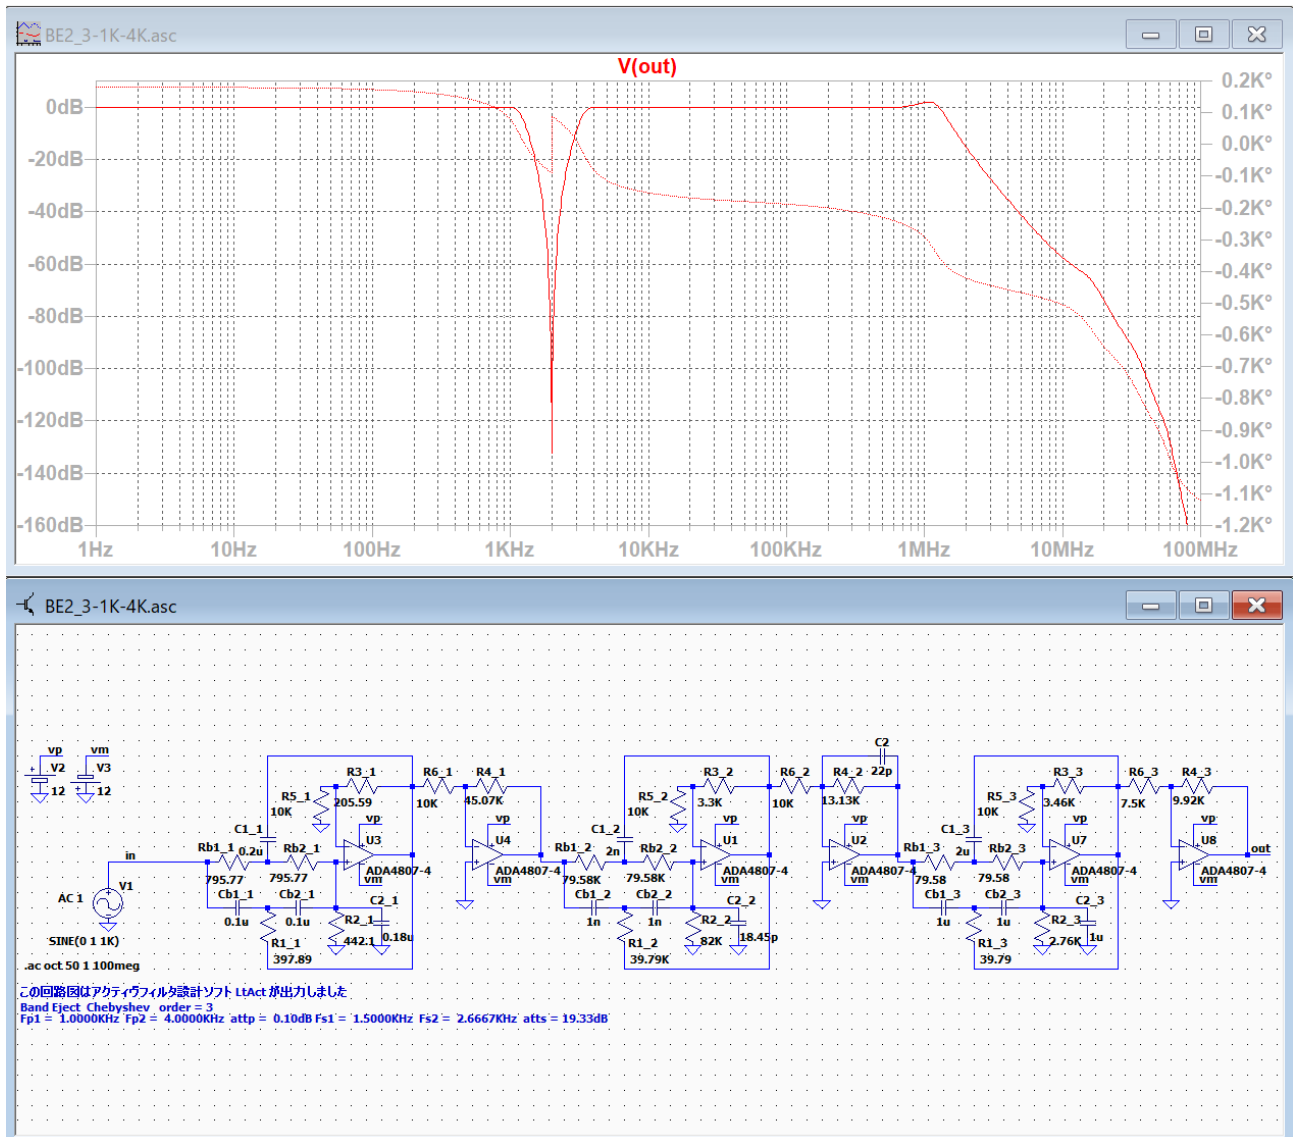 BE2_3-1K-4K.asc
V(out)
0dB
-20dB
-40dB
-60dB
-80dB
-100dB
-120dB
-140dB
-160dB
0.2K°
0.1K°
0.0K°
-0.1K°
-0.2K°
-0.3K°
-0.4K°
-0.5K°
-0.6K°
-0.7K°
-0.8K°
-0.9K°
-1.0K°
-1.1K°
-1.2K°
1Hz 10Hz 100Hz 1KHz 10KHz 100KHz 1MHz 10MHz 100MHz
BE2_3-1K-4K.asc
vp
V2
12
vm
V3
12
in
V1
AC 1
SINE(0 1 1K)
.ac oct 50 1 100meg
Rb1_1
795.77
C1_1
0.2u
Rb2_1
795.77
Cb1_1
0.1u
Cb2_1
0.1u
R1_1
397.89
R2_1
442.1
C2_1
0.18u
R5_1
10K
R3_1
205.59
vp
U3
ADA4807-4
vm
R6_1
10K
R4_1
45.07K
vp
U4
ADA4807-4
vm
Rb1_2
79.58K
C1_2
2n
Rb2_2
79.58K
Cb1_2
1n
Cb2_2
1n
R1_2
39.79K
R2_2
82K
C2_2
18.45p
R5_2
10K
R3_2
3.3K
vp
U1
ADA4807-4
vm
R6_2
10K
C2
22p
R4_2
13.13K
vp
U2
ADA4807-4
vm
Rb1_3
79.58
C1_3
2u
Rb2_3
79.58
Cb1_3
1u
Cb2_3
1u
R1_3
39.79
R2_3
2.76K
C2_3
1u
R5_3
10K
R3_3
3.46K
vp
U7
ADA4807-4
vm
R6_3
7.5K
R4_3
9.92K
vp
U8
ADA4807-4
vm
out
この回路図はアクティヴフィルタ設計ソフト LtAct が出力しました
Band Eject Chebyshev order = 3
Fp1 = 1.0000KHz Fp2 = 4.0000KHz attp = 0.10dB Fs1 = 1.5000KHz Fs2 = 2.6667KHz atts = 19.33dB